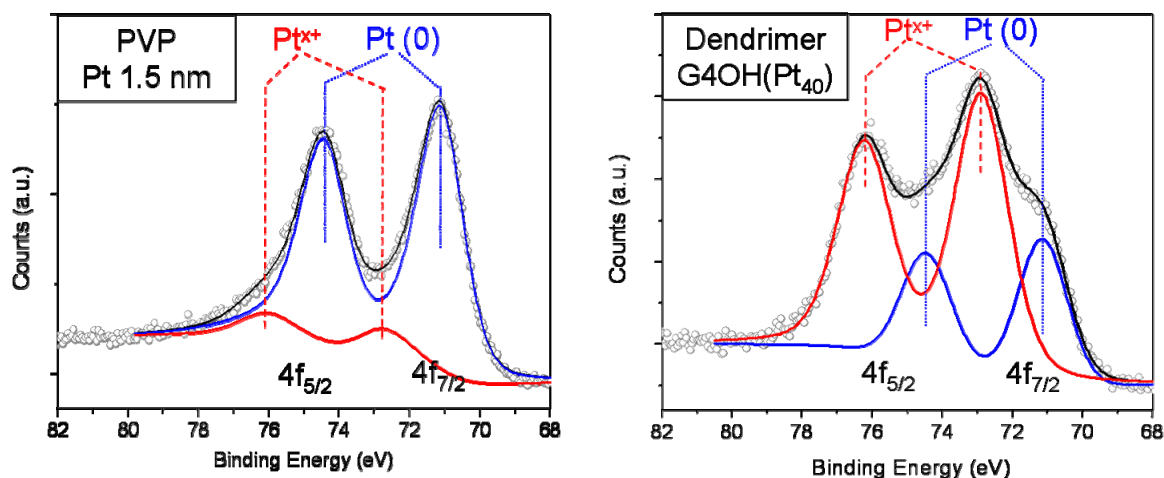 PVP
Pt 1.5 nm
Ptˣ⁺ Pt (0)
Counts (a.u.)
4f₅/₂ 4f₇/₂
82 80 78 76 74 72 70 68
Binding Energy (eV)
Dendrimer
G4OH(Pt₄₀)
Ptˣ⁺ Pt (0)
Counts (a.u.)
4f₅/₂ 4f₇/₂
82 80 78 76 74 72 70 68
Binding Energy (eV)